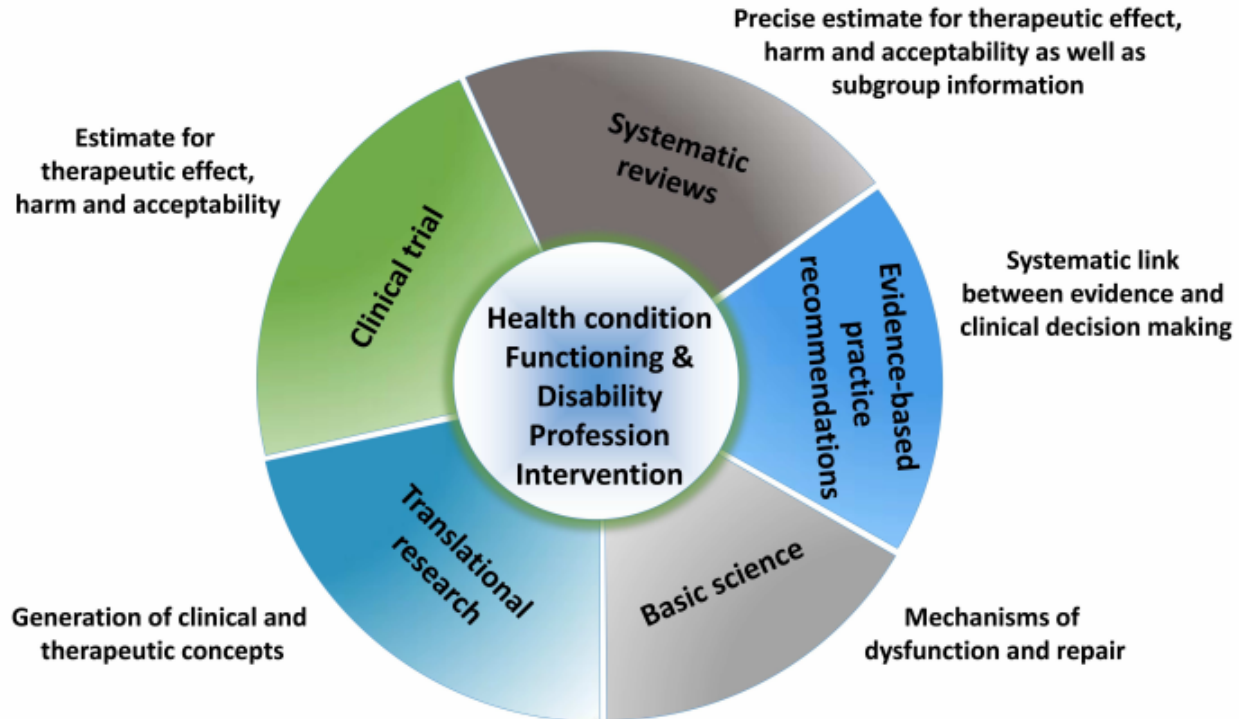 Precise estimate for therapeutic effect,
harm and acceptability as well as
subgroup information
Systematic
reviews
Estimate for
therapeutic effect,
harm and acceptability
Clinical trial
Evidence-based
practice
recommendations
Systematic link
between evidence and
clinical decision making
Health condition
Functioning &
Disability
Profession
Intervention
Translational
research
Generation of clinical and
therapeutic concepts
Basic science
Mechanisms of
dysfunction and repair